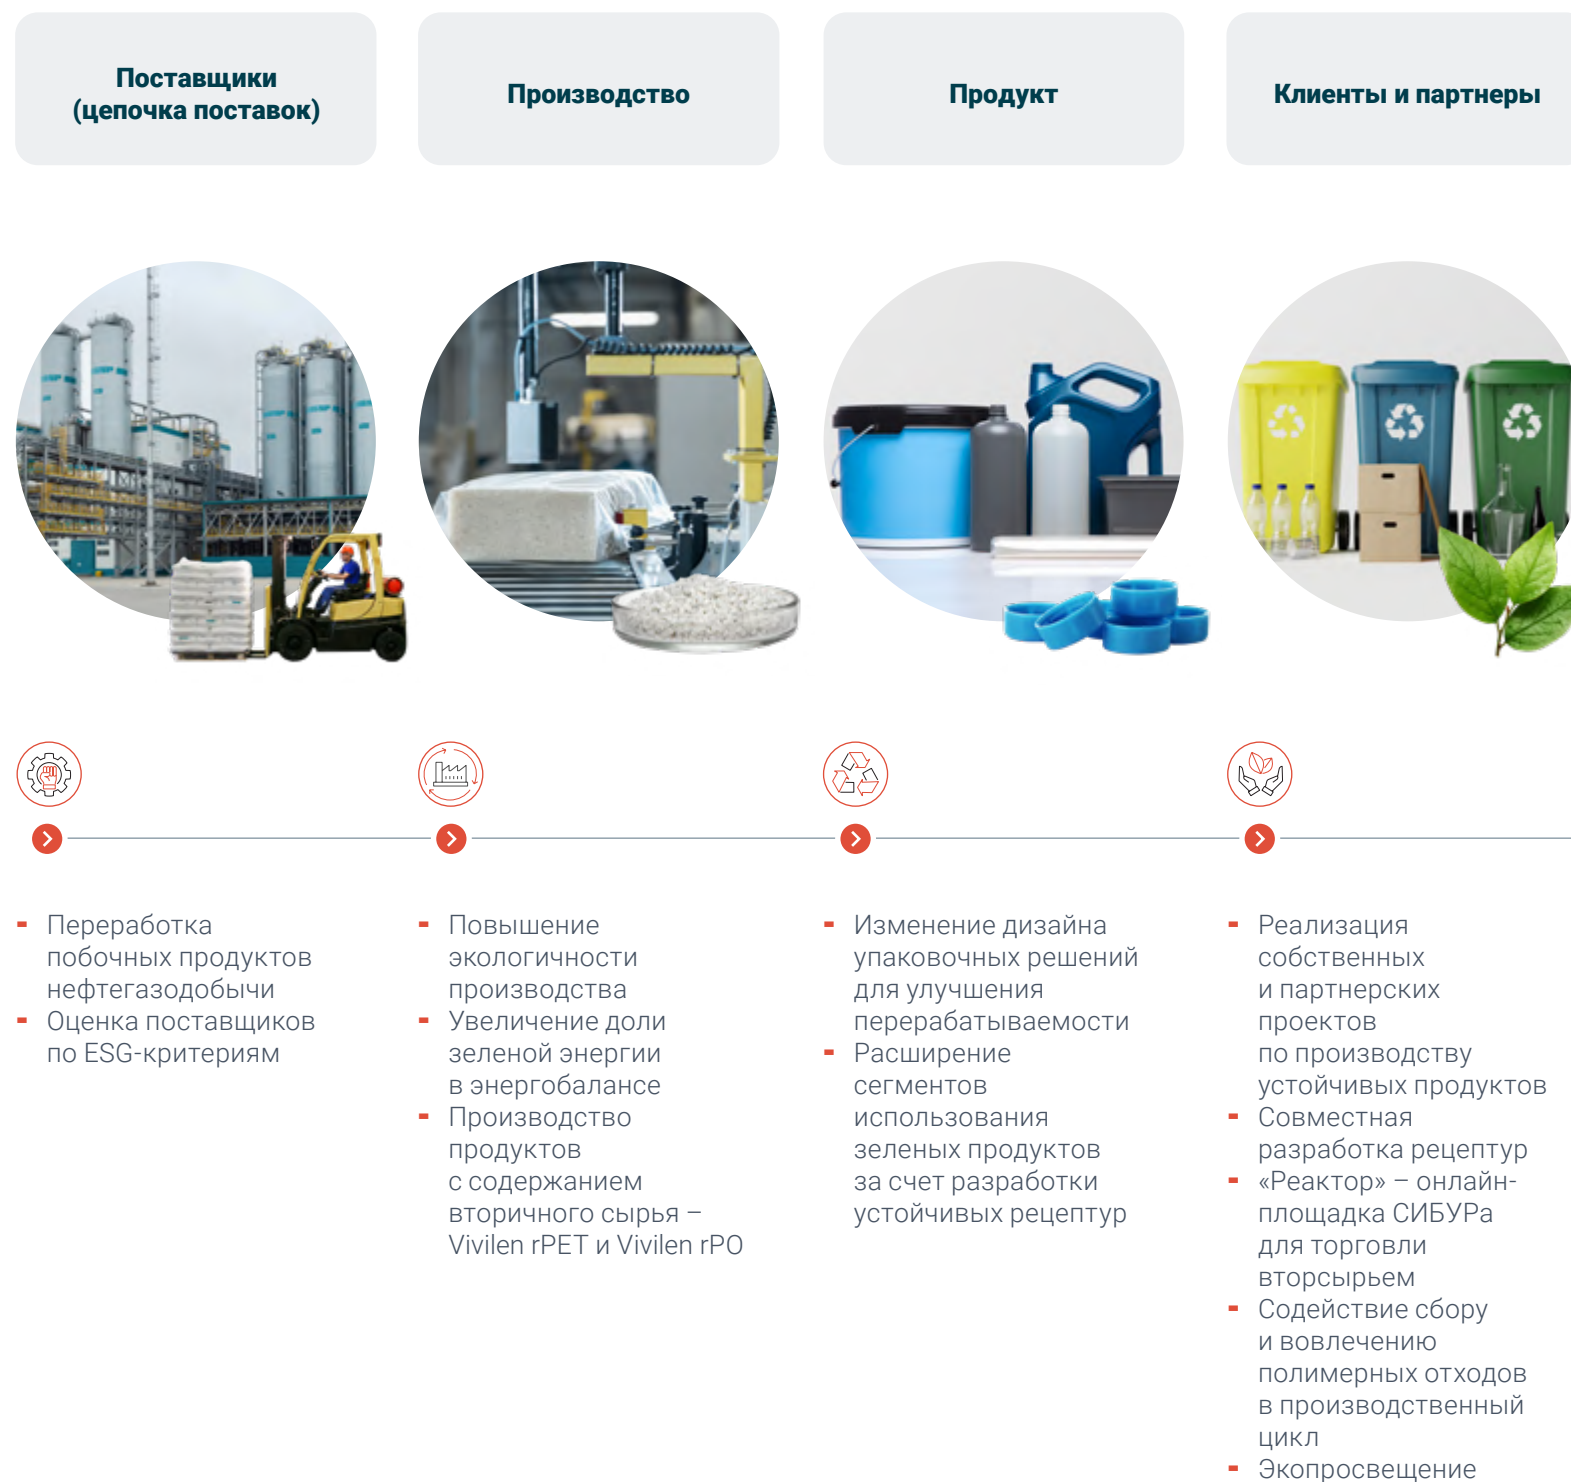 Поставщики
(цепочка поставок)
Производство
Продукт
Клиенты и партнеры
- Переработка
побочных продуктов
нефтегазодобычи
- Оценка поставщиков
по ESG-критериям
- Повышение
экологичности
производства
- Увеличение доли
зеленой энергии
в энергобалансе
- Производство
продуктов
с содержанием
вторичного сырья –
Vivilen rPET и Vivilen rPO
- Изменение дизайна
упаковочных решений
для улучшения
перерабатываемости
- Расширение
сегментов
использования
зеленых продуктов
за счет разработки
устойчивых рецептур
- Реализация
собственных
и партнерских
проектов
по производству
устойчивых продуктов
- Совместная
разработка рецептур
- «Реактор» – онлайн-
площадка СИБУРа
для торговли
вторсырьем
- Содействие сбору
и вовлечению
полимерных отходов
в производственный
цикл
- Экопросвещение